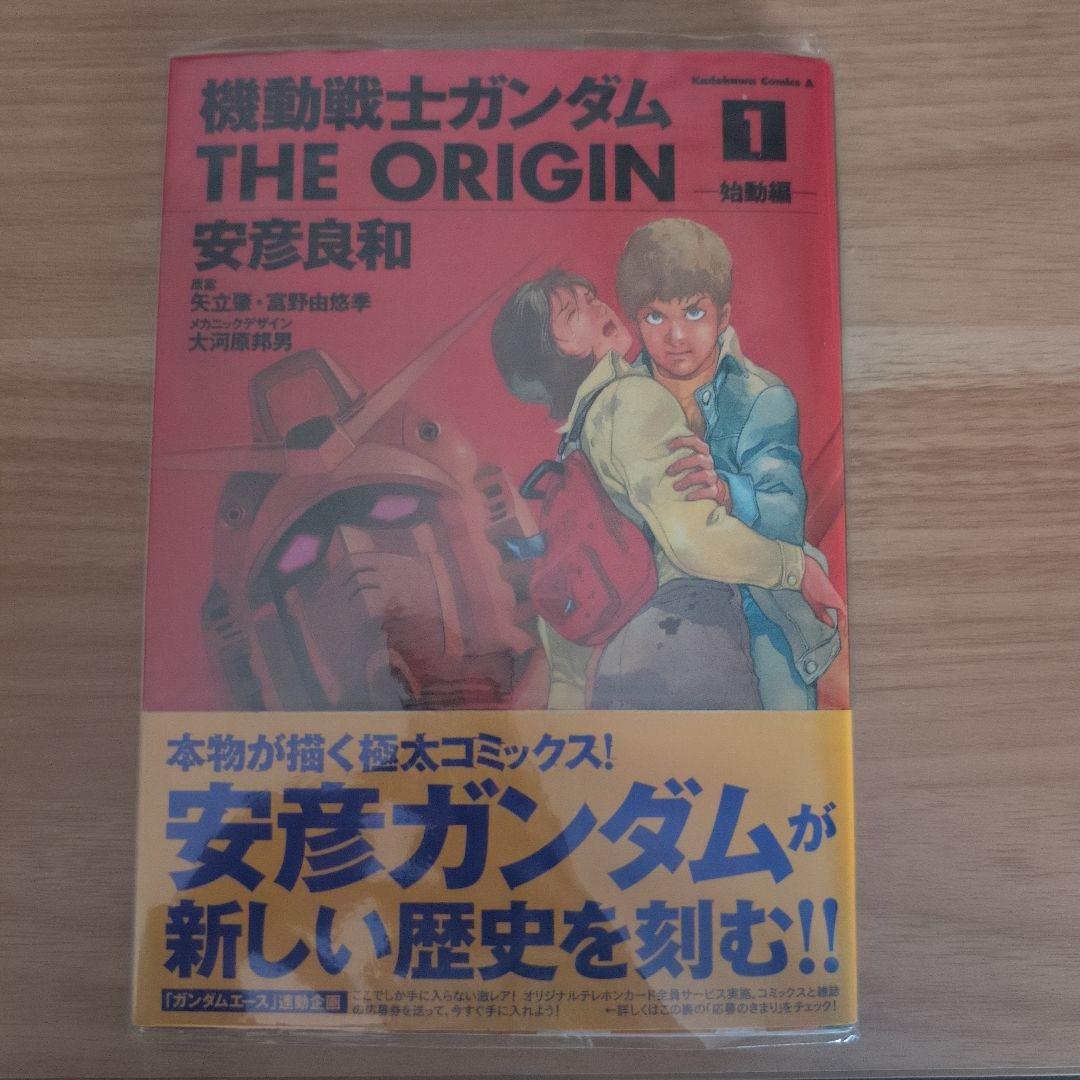 Kadokawa Comics A
機動戦士ガンダム
THE ORIGIN
1
始動編
安彦良和
原案
矢立肇・富野由悠季
メカニックデザイン
大河原邦男
本物が描く極太コミックス!
安彦ガンダムが
新しい歴史を刻む!!
「ガンダムエース」連動企画
ここでしか手に入らない激レア! オリジナルテレホンカード全員サービス実施。コミックスと雑誌
の応募券を送って、今すぐ手に入れよう! ←詳しくはこの裏の「応募のきまり」をチェック!